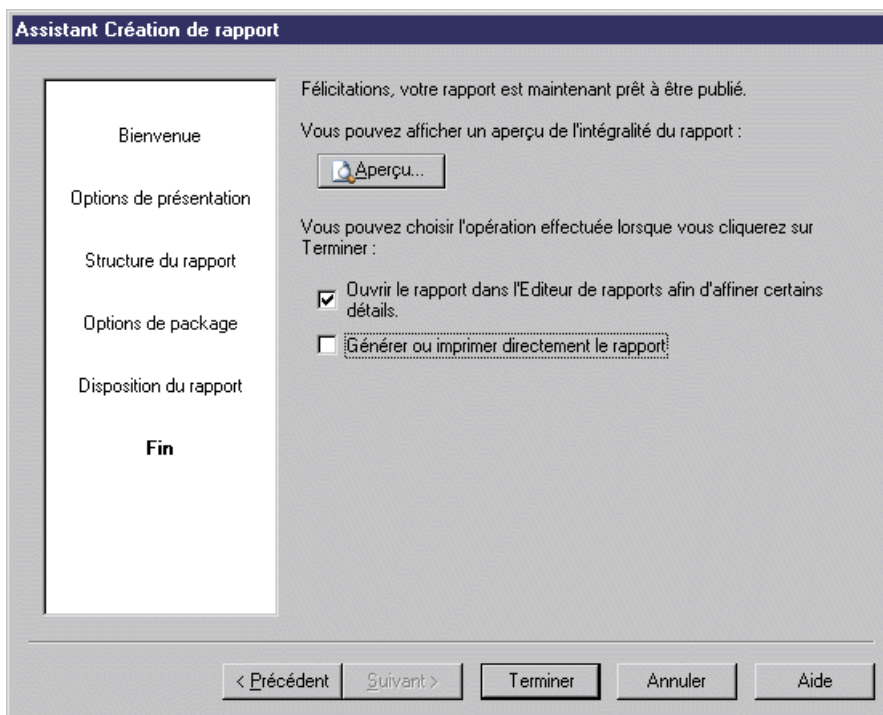 Assistant Création de rapport
Bienvenue
Options de présentation
Structure du rapport
Options de package
Disposition du rapport
Fin
Félicitations, votre rapport est maintenant prêt à être publié.
Vous pouvez afficher un aperçu de l'intégralité du rapport :
Aperçu...
Vous pouvez choisir l'opération effectuée lorsque vous cliquerez sur
Terminer :
Ouvrir le rapport dans l'Editeur de rapports afin d'affiner certains
détails.
Générer ou imprimer directement le rapport
< Précédent
Suivant >
Terminer
Annuler
Aide